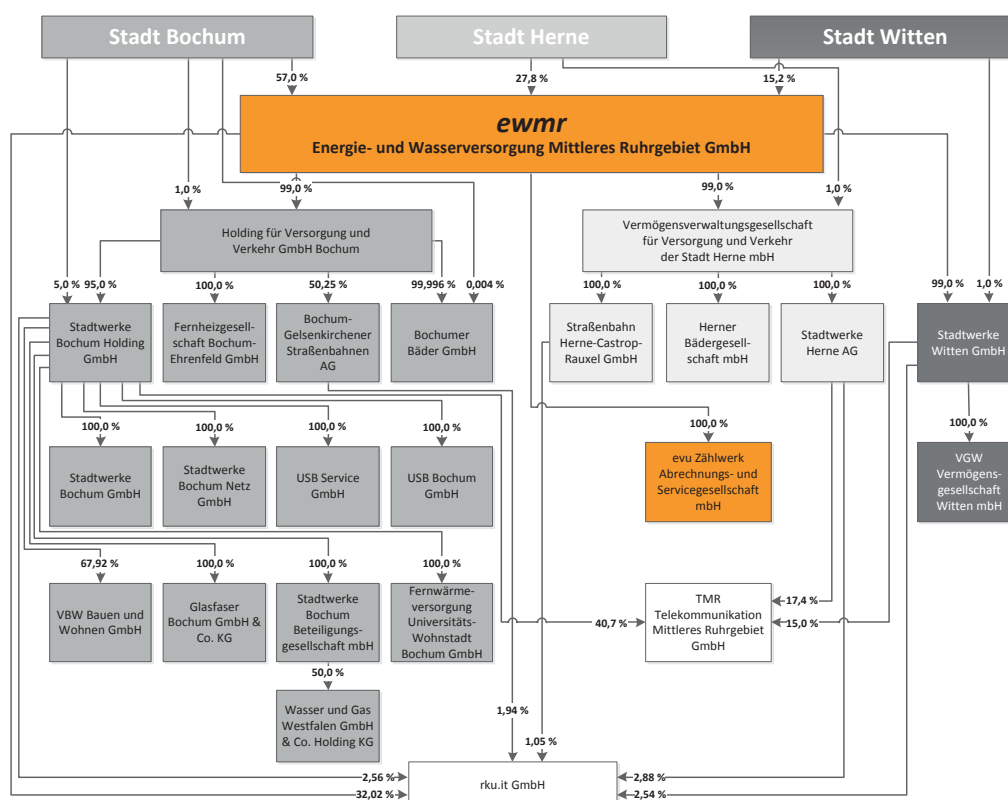 Stadt Bochum
Stadt Herne
Stadt Witten
57,0 %
27,8 %
15,2 %
ewmr
Energie- und Wasserversorgung Mittleres Ruhrgebiet GmbH
1,0 %
99,0 %
99,0 %
1,0 %
Holding für Versorgung und
Verkehr GmbH Bochum
Vermögensverwaltungsgesellschaft
für Versorgung und Verkehr
der Stadt Herne mbH
5,0 %
95,0 %
100,0 %
50,25 %
99,996 %
0,004 %
100,0 %
100,0 %
100,0 %
99,0 %
1,0 %
Stadtwerke
Bochum Holding
GmbH
Fernheizgesell-
schaft Bochum-
Ehrenfeld GmbH
Bochum-
Gelsenkirchener
Straßenbahnen
AG
Bochumer
Bäder GmbH
Straßenbahn
Herne-Castrop-
Rauxel GmbH
Herner
Bädergesell-
schaft mbH
Stadtwerke
Herne AG
Stadtwerke
Witten GmbH
100,0 %
100,0 %
100,0 %
100,0 %
100,0 %
100,0 %
Stadtwerke
Bochum GmbH
Stadtwerke
Bochum Netz
GmbH
USB Service
GmbH
USB Bochum
GmbH
evu Zählwerk
Abrechnungs- und
Servicegesellschaft
mbH
VGW
Vermögens-
gesellschaft
Witten mbH
67,92 %
100,0 %
100,0 %
100,0 %
VBW Bauen und
Wohnen GmbH
Glasfaser
Bochum GmbH &
Co. KG
Stadtwerke
Bochum
Beteiligungs-
gesellschaft mbH
Fernwärme-
versorgung
Universitäts-
Wohnstadt
Bochum GmbH
TMR
Telekommunikation
Mittleres Ruhrgebiet
GmbH
17,4 %
40,7 %
15,0 %
50,0 %
Wasser und Gas
Westfalen GmbH
& Co. Holding KG
1,94 %
1,05 %
2,56 %
32,02 %
rku.it GmbH
2,88 %
2,54 %